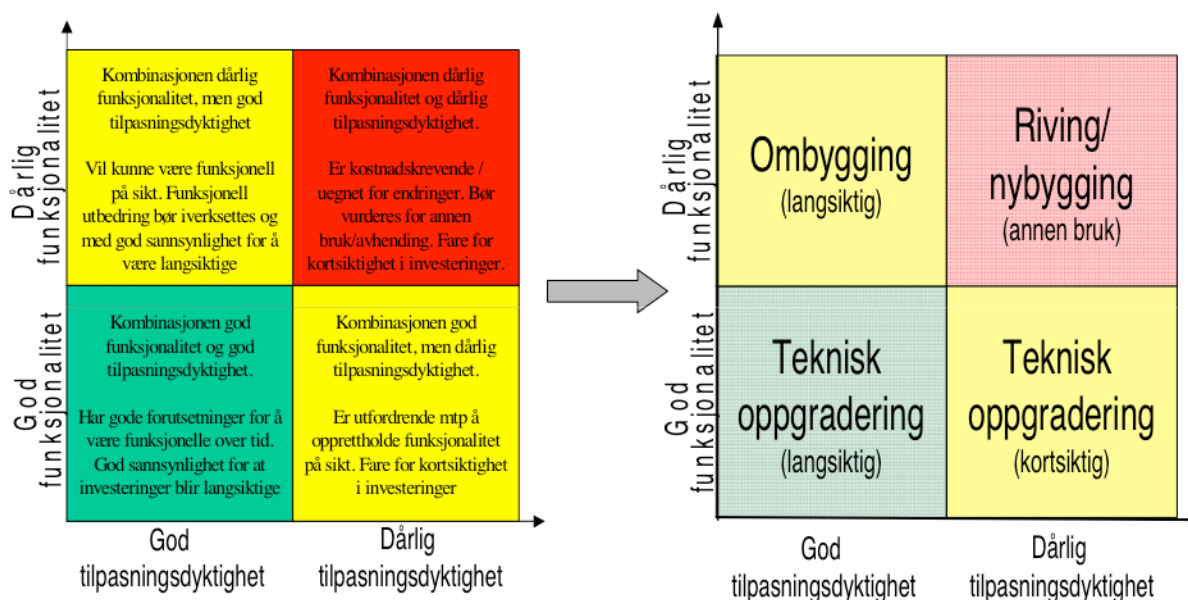 Dårlig
funksjonalitet
Kombinasjonen dårlig
funksjonalitet, men god
tilpasningsdyktighet
Vil kunne være funksjonell
på sikt. Funksjonell
utbedring bør iverksettes og
med god sannsynlighet for å
være langsiktige
Kombinasjonen dårlig
funksjonalitet og dårlig
tilpasningsdyktighet.
Er kostnadskrevende /
uegnet for endringer. Bør
vurderes for annen
bruk/avhending. Fare for
kortsiktighet i investeringer.
God
funksjonalitet
Kombinasjonen god
funksjonalitet og god
tilpasningsdyktighet.
Har gode forutsetninger for å
være funksjonelle over tid.
God sannsynlighet for at
investeringer blir langsiktige
Kombinasjonen god
funksjonalitet, men dårlig
tilpasningsdyktighet.
Er utfordrende mtp å
opprettholde funksjonalitet
på sikt. Fare for kortsiktighet
i investeringer
God
tilpasningsdyktighet
Dårlig
tilpasningsdyktighet
Dårlig
funksjonalitet
Ombygging
(langsiktig)
Riving/
nybygging
(annen bruk)
God
funksjonalitet
Teknisk
oppgradering
(langsiktig)
Teknisk
oppgradering
(kortsiktig)
God
tilpasningsdyktighet
Dårlig
tilpasningsdyktighet